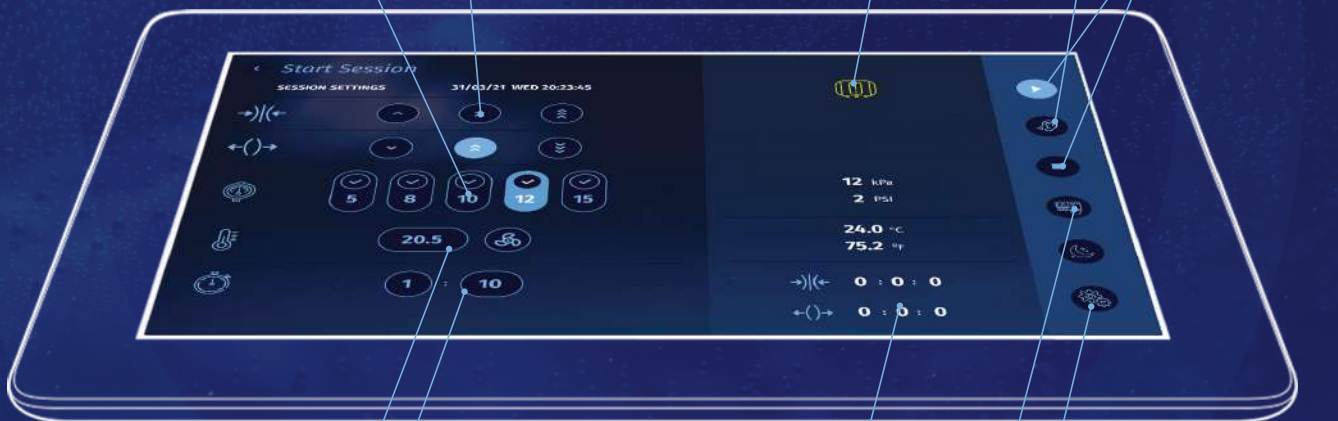 Start Session
SESSION SETTINGS 31/03/21 WED 20:23:45
5 8 10 12 15
20.5
1 : 10
12 kPa
2 PSI
24.0 °C
75.2 °F
0 : 0 : 0
0 : 0 : 0